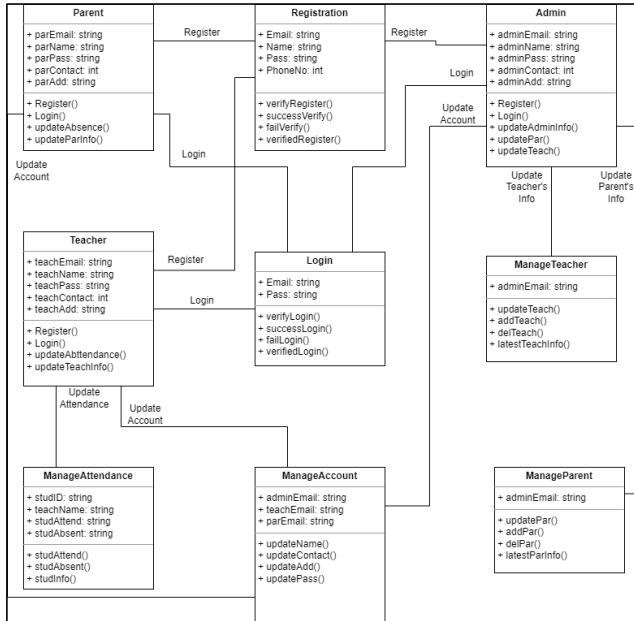 Parent
+ parEmail: string
+ parName: string
+ parPass: string
+ parContact: int
+ parAdd: string
+ Register()
+ Login()
+ updateAbsence()
+ updateParInfo()
Register
Registration
+ Email: string
+ Name: string
+ Pass: string
+ PhoneNo: int
+ verifyRegister()
+ successVerify()
+ failVerify()
+ verifiedRegister()
Register
Login
Update
Account
Admin
+ adminEmail: string
+ adminName: string
+ adminPass: string
+ adminContact: int
+ adminAdd: string
+ Register()
+ Login()
+ updateAdminInfo()
+ updatePar()
+ updateTeach()
Update
Account
Login
Update
Teacher's
Info
Update
Parent's
Info
Teacher
+ teachEmail: string
+ teachName: string
+ teachPass: string
+ teachContact: int
+ teachAdd: string
+ Register()
+ Login()
+ updateAbttendance()
+ updateTeachInfo()
Register
Login
Login
+ Email: string
+ Pass: string
+ verifyLogin()
+ successLogin()
+ failLogin()
+ verifiedLogin()
ManageTeacher
+ adminEmail: string
+ updateTeach()
+ addTeach()
+ delTeach()
+ latestTeachInfo()
Update
Attendance
Update
Account
ManageAttendance
+ studID: string
+ teachName: string
+ studAttend: string
+ studAbsent: string
+ studAttend()
+ studAbsent()
+ studInfo()
ManageAccount
+ adminEmail: string
+ teachEmail: string
+ parEmail: string
+ updateName()
+ updateContact()
+ updateAdd()
+ updatePass()
ManageParent
+ adminEmail: string
+ updatePar()
+ addPar()
+ delPar()
+ latestParInfo()